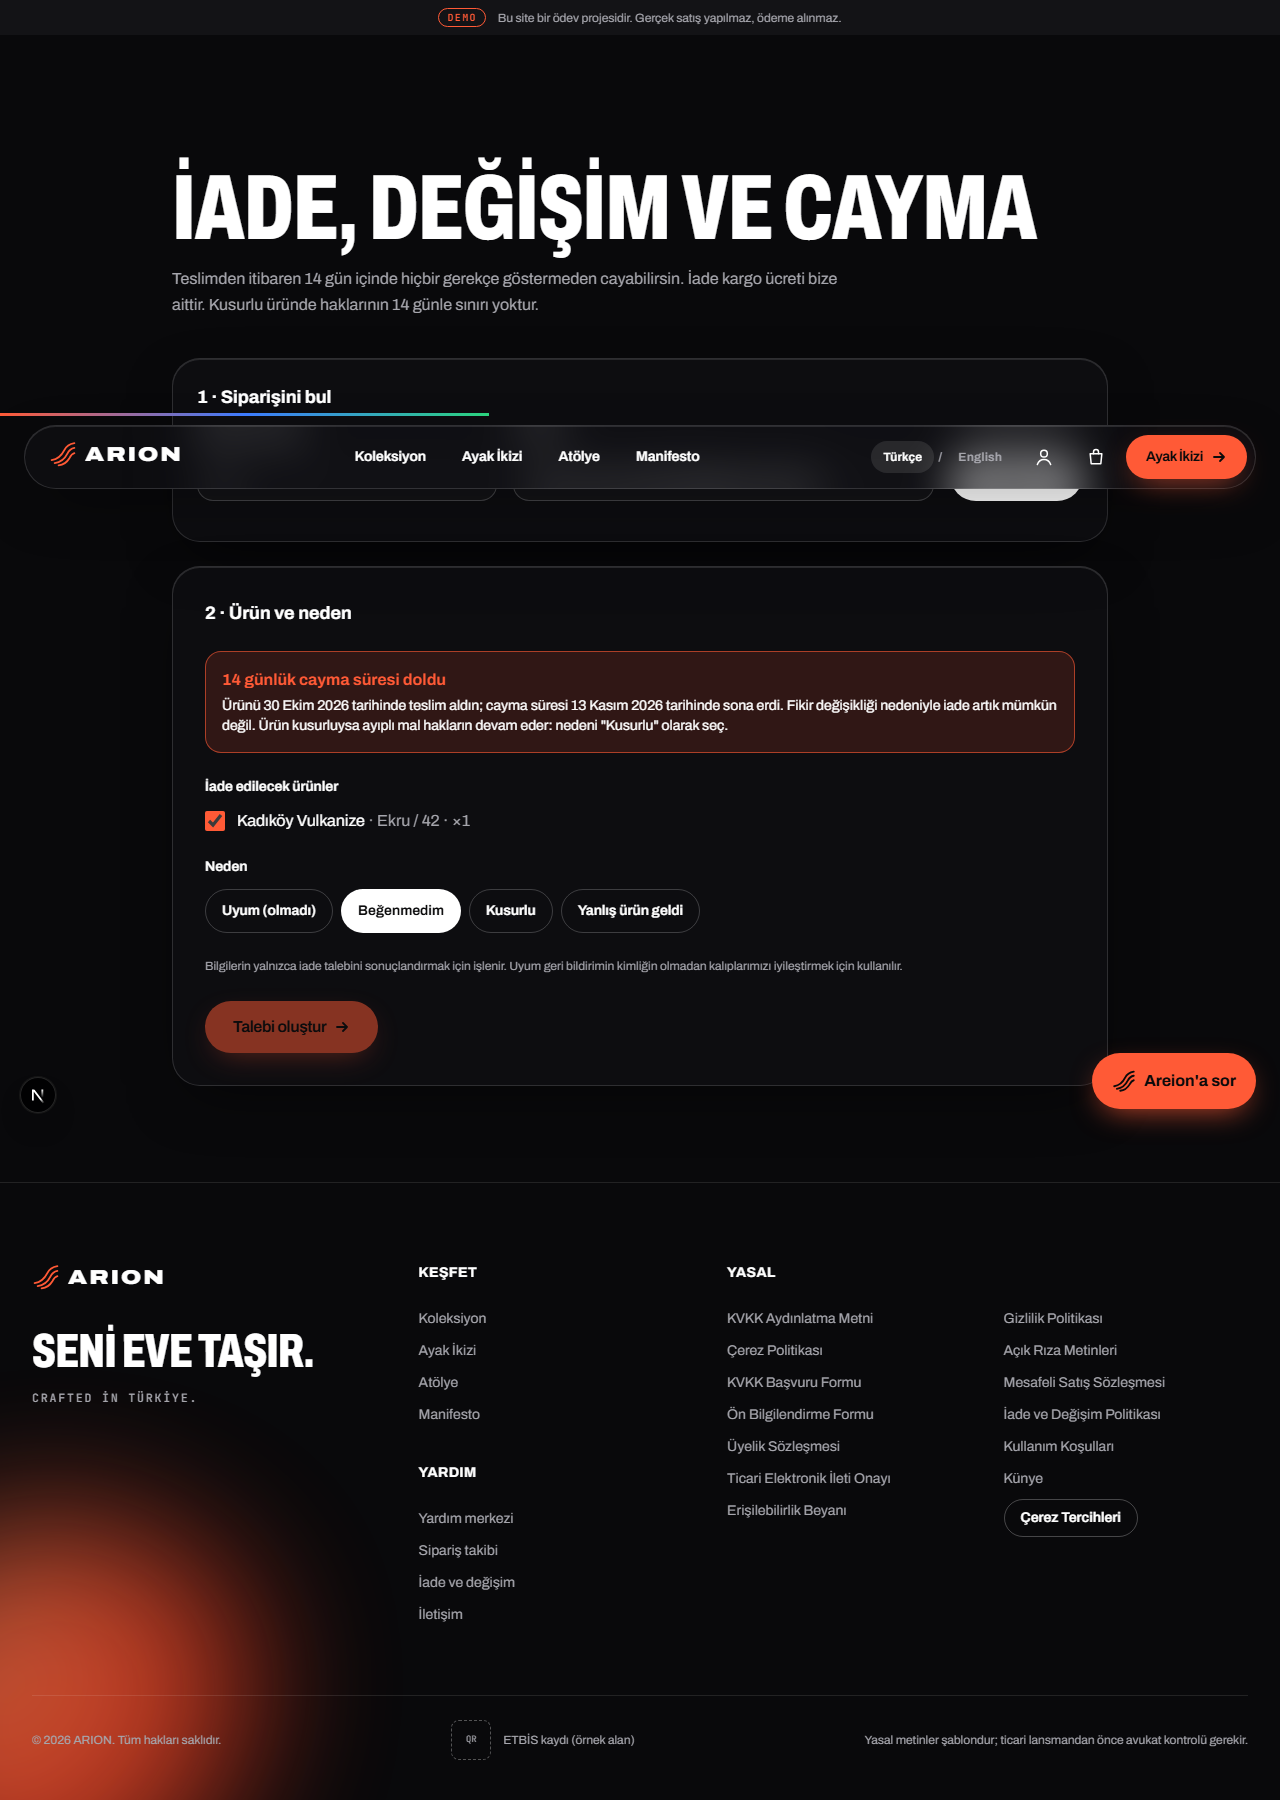 DEMO Bu site bir ödev projesidir. Gerçek satış yapılmaz, ödeme alınmaz.
İADE, DEĞİŞİM VE CAYMA
Teslimden itibaren 14 gün içinde hiçbir gerekçe göstermeden cayabilirsin. İade kargo ücreti bize
aittir. Kusurlu üründe haklarının 14 günle sınırı yoktur.
1 · Siparişini bul
ARION Koleksiyon Ayak İkizi Atölye Manifesto Türkçe / English Ayak İkizi
2 · Ürün ve neden
14 günlük cayma süresi doldu
Ürünü 30 Ekim 2026 tarihinde teslim aldın; cayma süresi 13 Kasım 2026 tarihinde sona erdi. Fikir değişikliği nedeniyle iade artık mümkün
değil. Ürün kusurluysa ayıplı mal hakların devam eder: nedeni "Kusurlu" olarak seç.
İade edilecek ürünler
Kadıköy Vulkanize · Ekru / 42 · ×1
Neden
Uyum (olmadı) Beğenmedim Kusurlu Yanlış ürün geldi
Bilgilerin yalnızca iade talebini sonuçlandırmak için işlenir. Uyum geri bildirimin kimliğin olmadan kalıplarımızı iyileştirmek için kullanılır.
Talebi oluştur
Areion'a sor
N
ARION
SENİ EVE TAŞIR.
CRAFTED İN TÜRKİYE.
KEŞFET
Koleksiyon
Ayak İkizi
Atölye
Manifesto
YARDIM
Yardım merkezi
Sipariş takibi
İade ve değişim
İletişim
YASAL
KVKK Aydınlatma Metni
Çerez Politikası
KVKK Başvuru Formu
Ön Bilgilendirme Formu
Üyelik Sözleşmesi
Ticari Elektronik İleti Onayı
Erişilebilirlik Beyanı
Gizlilik Politikası
Açık Rıza Metinleri
Mesafeli Satış Sözleşmesi
İade ve Değişim Politikası
Kullanım Koşulları
Künye
Çerez Tercihleri
© 2026 ARION. Tüm hakları saklıdır.
QR ETBİS kaydı (örnek alan)
Yasal metinler şablondur; ticari lansmandan önce avukat kontrolü gerekir.